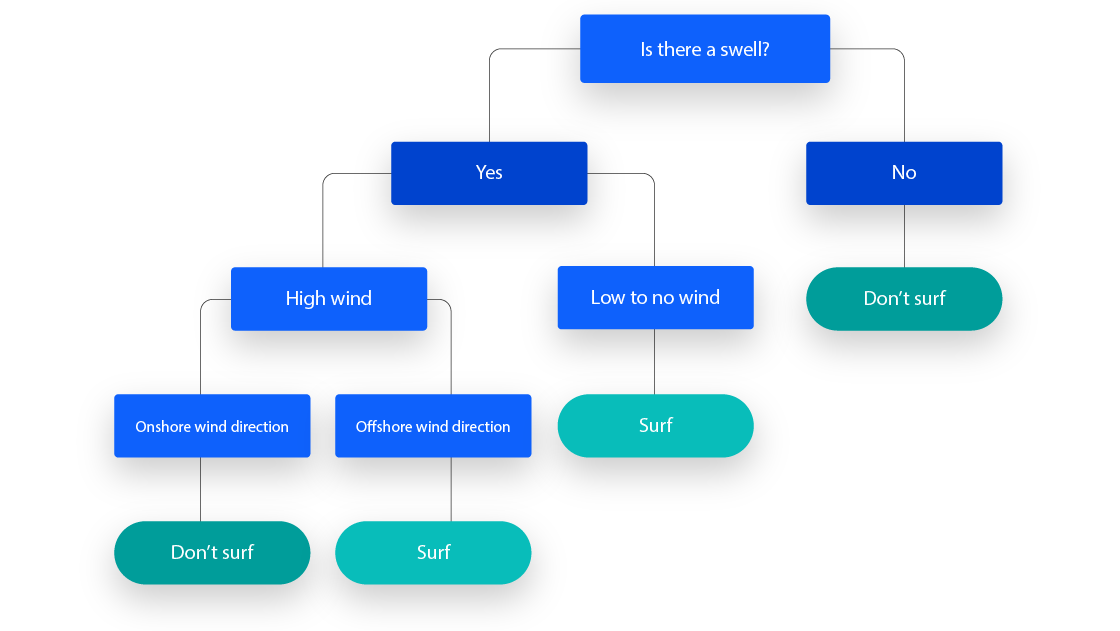 Is there a swell?
Yes
No
High wind
Low to no wind
Don’t surf
Onshore wind direction
Offshore wind direction
Surf
Don’t surf
Surf